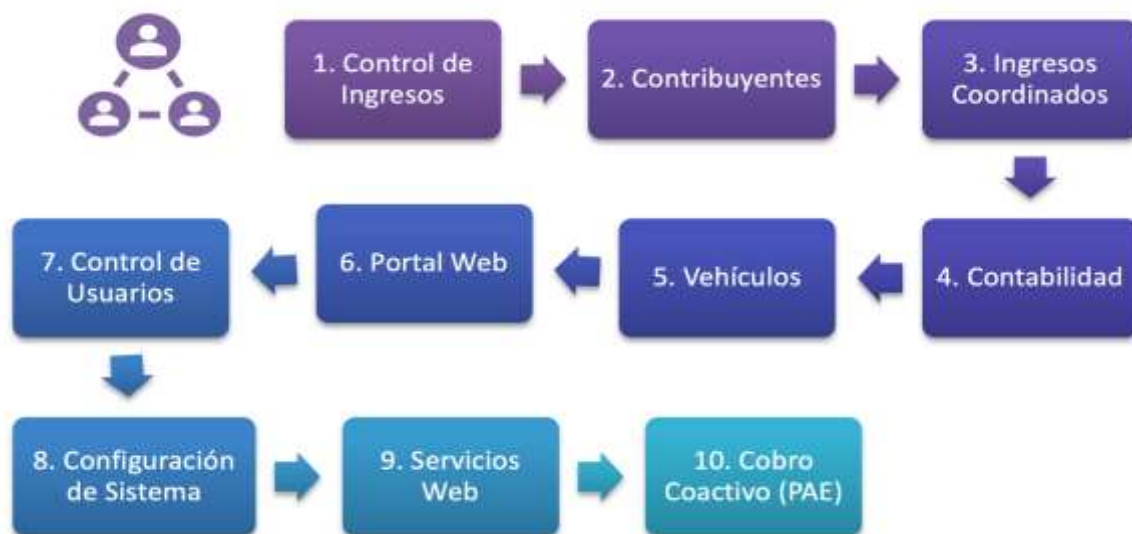 1. Control de
Ingresos
2. Contribuyentes
3. Ingresos
Coordinados
4. Contabilidad
5. Vehículos
6. Portal Web
7. Control de
Usuarios
8. Configuración
de Sistema
9. Servicios
Web
10. Cobro
Coactivo (PAE)